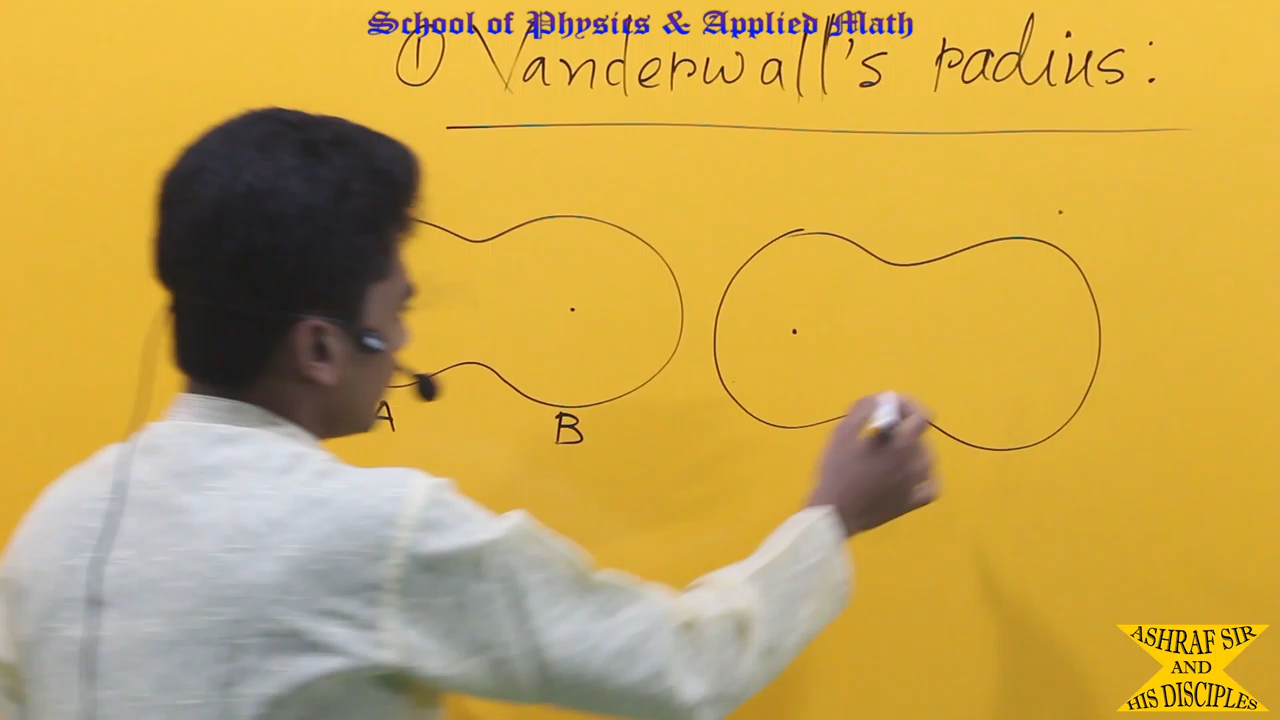 School of Physics & Applied Math
① Vanderwall's radius:
A
B
ASHRAF SIR
AND
HIS DISCIPLES